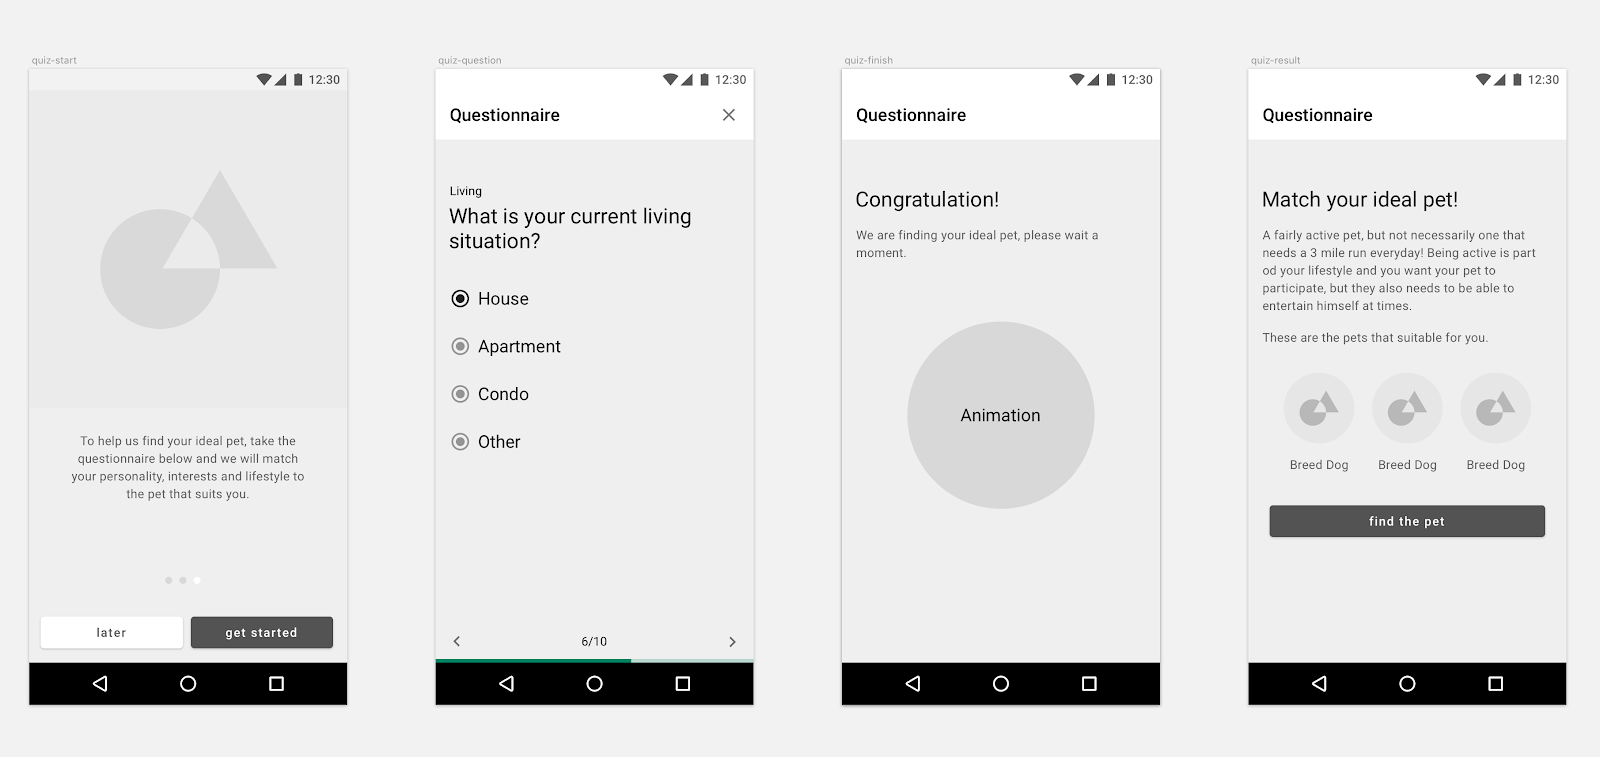 quiz-start
12:30
To help us find your ideal pet, take the
questionnaire below and we will match
your personality, interests and lifestyle to
the pet that suits you.
later
get started
quiz-question
12:30
Questionnaire
Living
What is your current living
situation?
House
Apartment
Condo
Other
6/10
quiz-finish
12:30
Questionnaire
Congratulation!
We are finding your ideal pet, please wait a
moment.
Animation
quiz-result
12:30
Questionnaire
Match your ideal pet!
A fairly active pet, but not necessarily one that
needs a 3 mile run everyday! Being active is part
od your lifestyle and you want your pet to
participate, but they also needs to be able to
entertain himself at times.
These are the pets that suitable for you.
Breed Dog
Breed Dog
Breed Dog
find the pet